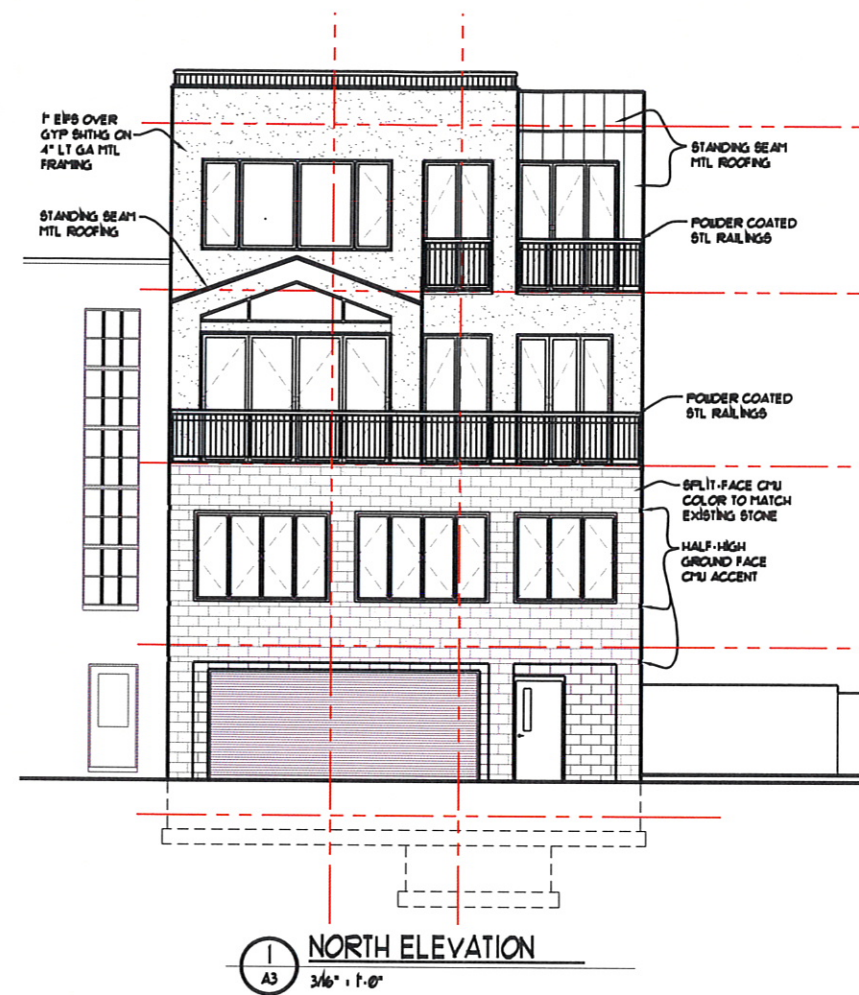 1" EIFS OVER
GYP SHTHG ON
4" LT GA MTL
FRAMING
STANDING SEAM
MTL ROOFING
STANDING SEAM
MTL ROOFING
POWDER COATED
STL RAILINGS
POWDER COATED
STL RAILINGS
SPLIT-FACE CMU
COLOR TO MATCH
EXISTING STONE
HALF-HIGH
GROUND FACE
CMU ACCENT
1
A3
NORTH ELEVATION
3/16" : 1'-0"